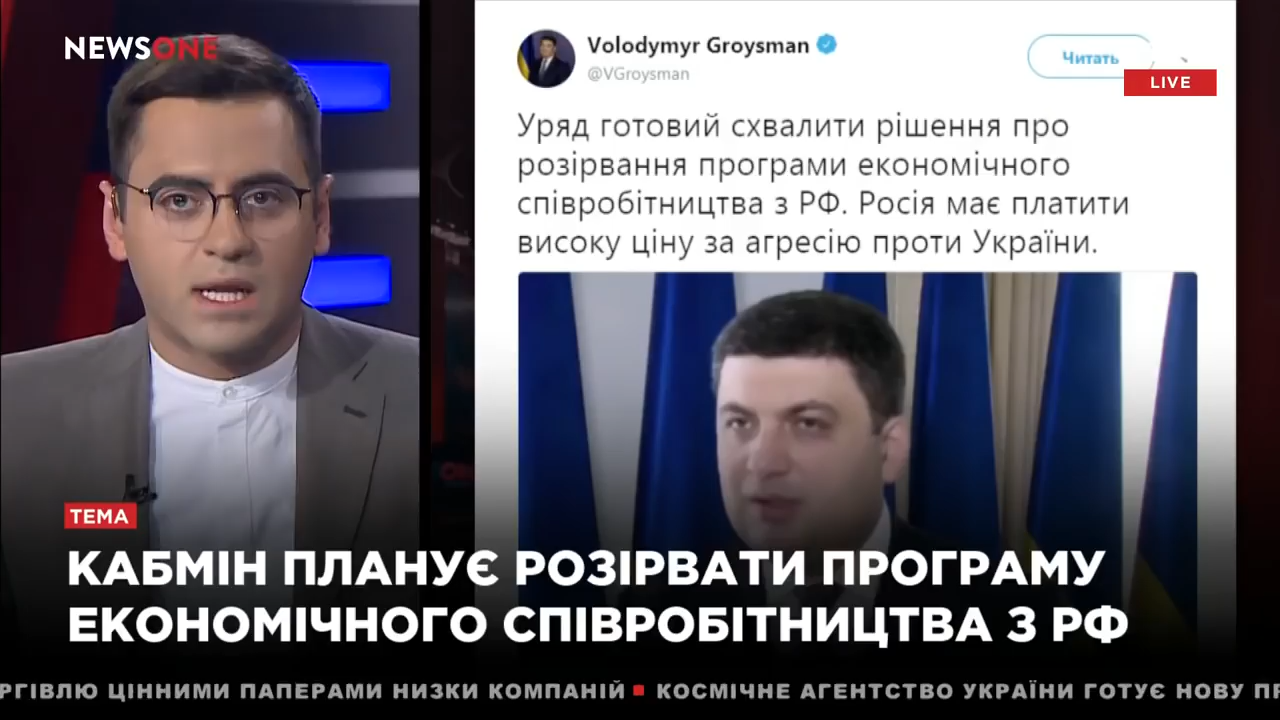 NEWSONE
Volodymyr Groysman
@VGroysman
Читать
LIVE
Уряд готовий схвалити рішення про
розірвання програми економічного
співробітництва з РФ. Росія має платити
високу ціну за агресію проти України.
ТЕМА
КАБМІН ПЛАНУЄ РОЗІРВАТИ ПРОГРАМУ
ЕКОНОМІЧНОГО СПІВРОБІТНИЦТВА З РФ
РГІВЛЮ ЦІННИМИ ПАПЕРАМИ НИЗКИ КОМПАНІЙ ▪ КОСМІЧНЕ АГЕНТСТВО УКРАЇНИ ГОТУЄ НОВУ ПР